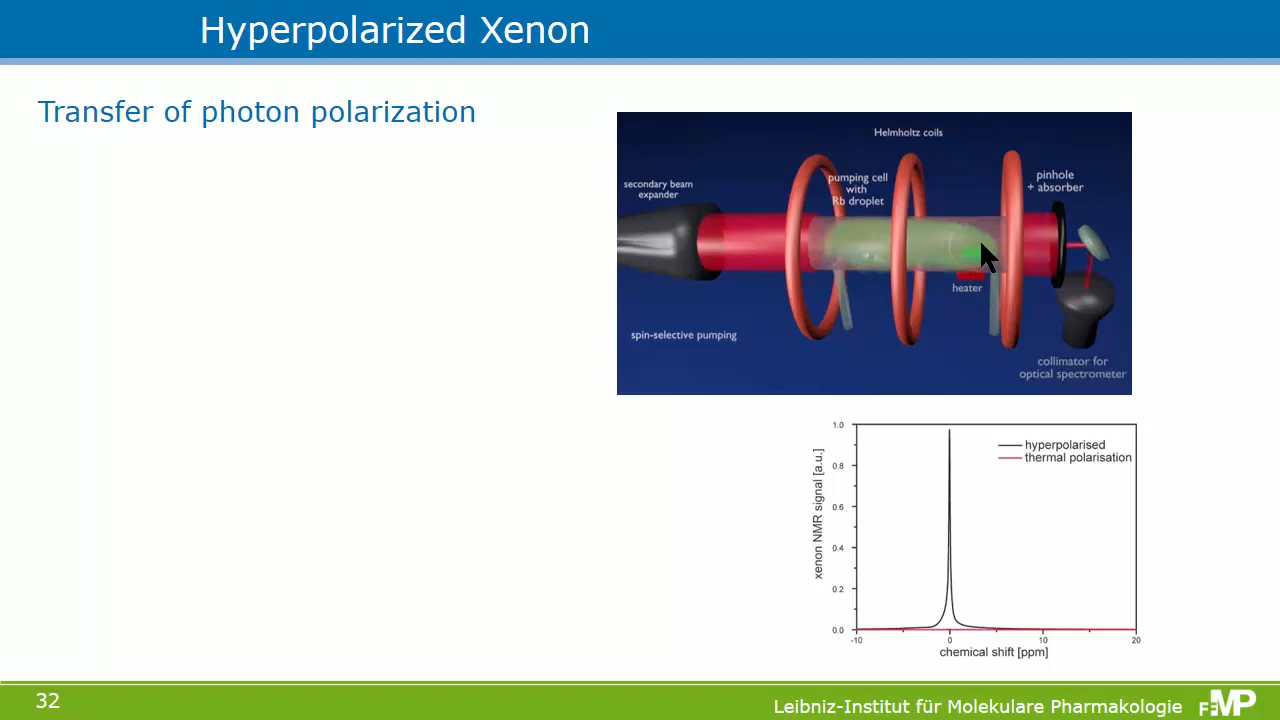 Hyperpolarized Xenon
Transfer of photon polarization
Helmholtz coils
secondary beam
expander
pumping cell
with
Rb droplet
pinhole
+ absorber
heater
spin-selective pumping
collimator for
optical spectrometer
hyperpolarised
thermal polarisation
xenon NMR signal [a.u.]
1.0
0.8
0.6
0.4
0.2
0.0
-10 0 10 20
chemical shift [ppm]
32
Leibniz-Institut für Molekulare Pharmakologie
FMP